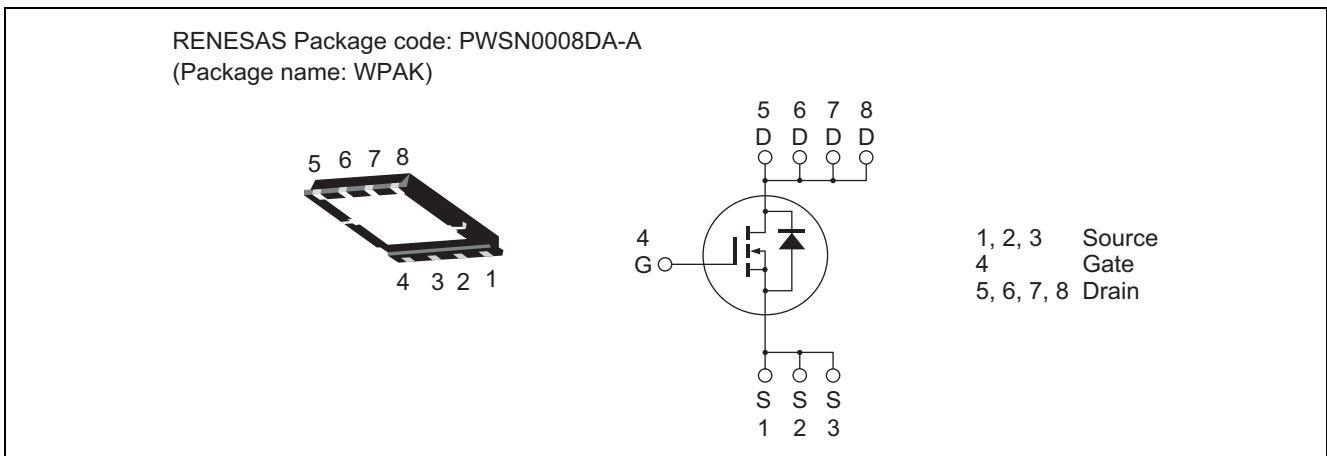 RENESAS Package code: PWSN0008DA-A
(Package name: WPAK)
5 6 7 8
4 3 2 1
5 6 7 8
D D D D
4
G
S S S
1 2 3
1, 2, 3 Source
4 Gate
5, 6, 7, 8 Drain